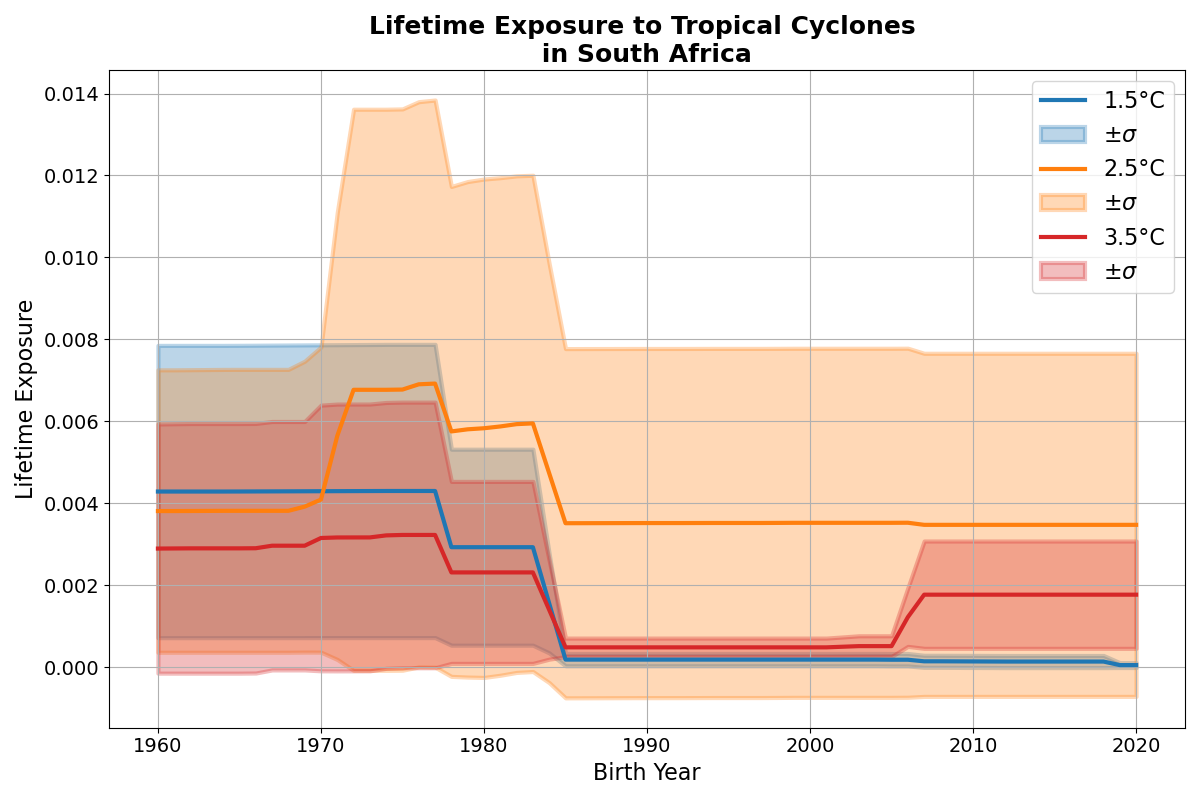 Lifetime Exposure to Tropical Cyclones
in South Africa
0.014
0.012
0.010
0.008
0.006
0.004
0.002
0.000
Lifetime Exposure
1.5°C
±σ
2.5°C
±σ
3.5°C
±σ
1960
1970
1980
1990
2000
2010
2020
Birth Year